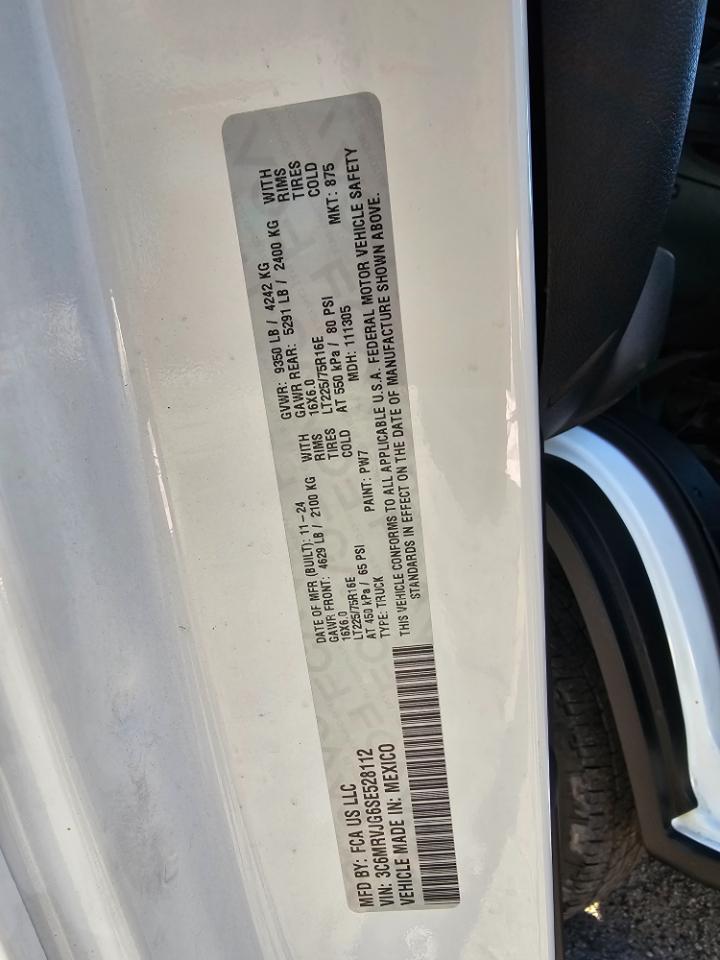 MFD BY: FCA US LLC
VIN: 3C6MRVJG6SE528112
VEHICLE MADE IN: MEXICO
DATE OF MFR (BUILT): 11-24
GAWR FRONT: 4629 LB / 2100 KG WITH
16X6.0 RIMS
LT225/75R16E TIRES
AT 450 kPa / 65 PSI COLD
GVWR: 9350 LB / 4242 KG
GAWR REAR: 5291 LB / 2400 KG WITH
16X6.0 RIMS
LT225/75R16E TIRES
AT 550 kPa / 80 PSI COLD
TYPE: TRUCK PAINT: PW7 MDH: 111305 MKT: 875
THIS VEHICLE CONFORMS TO ALL APPLICABLE U.S.A. FEDERAL MOTOR VEHICLE SAFETY
STANDARDS IN EFFECT ON THE DATE OF MANUFACTURE SHOWN ABOVE.